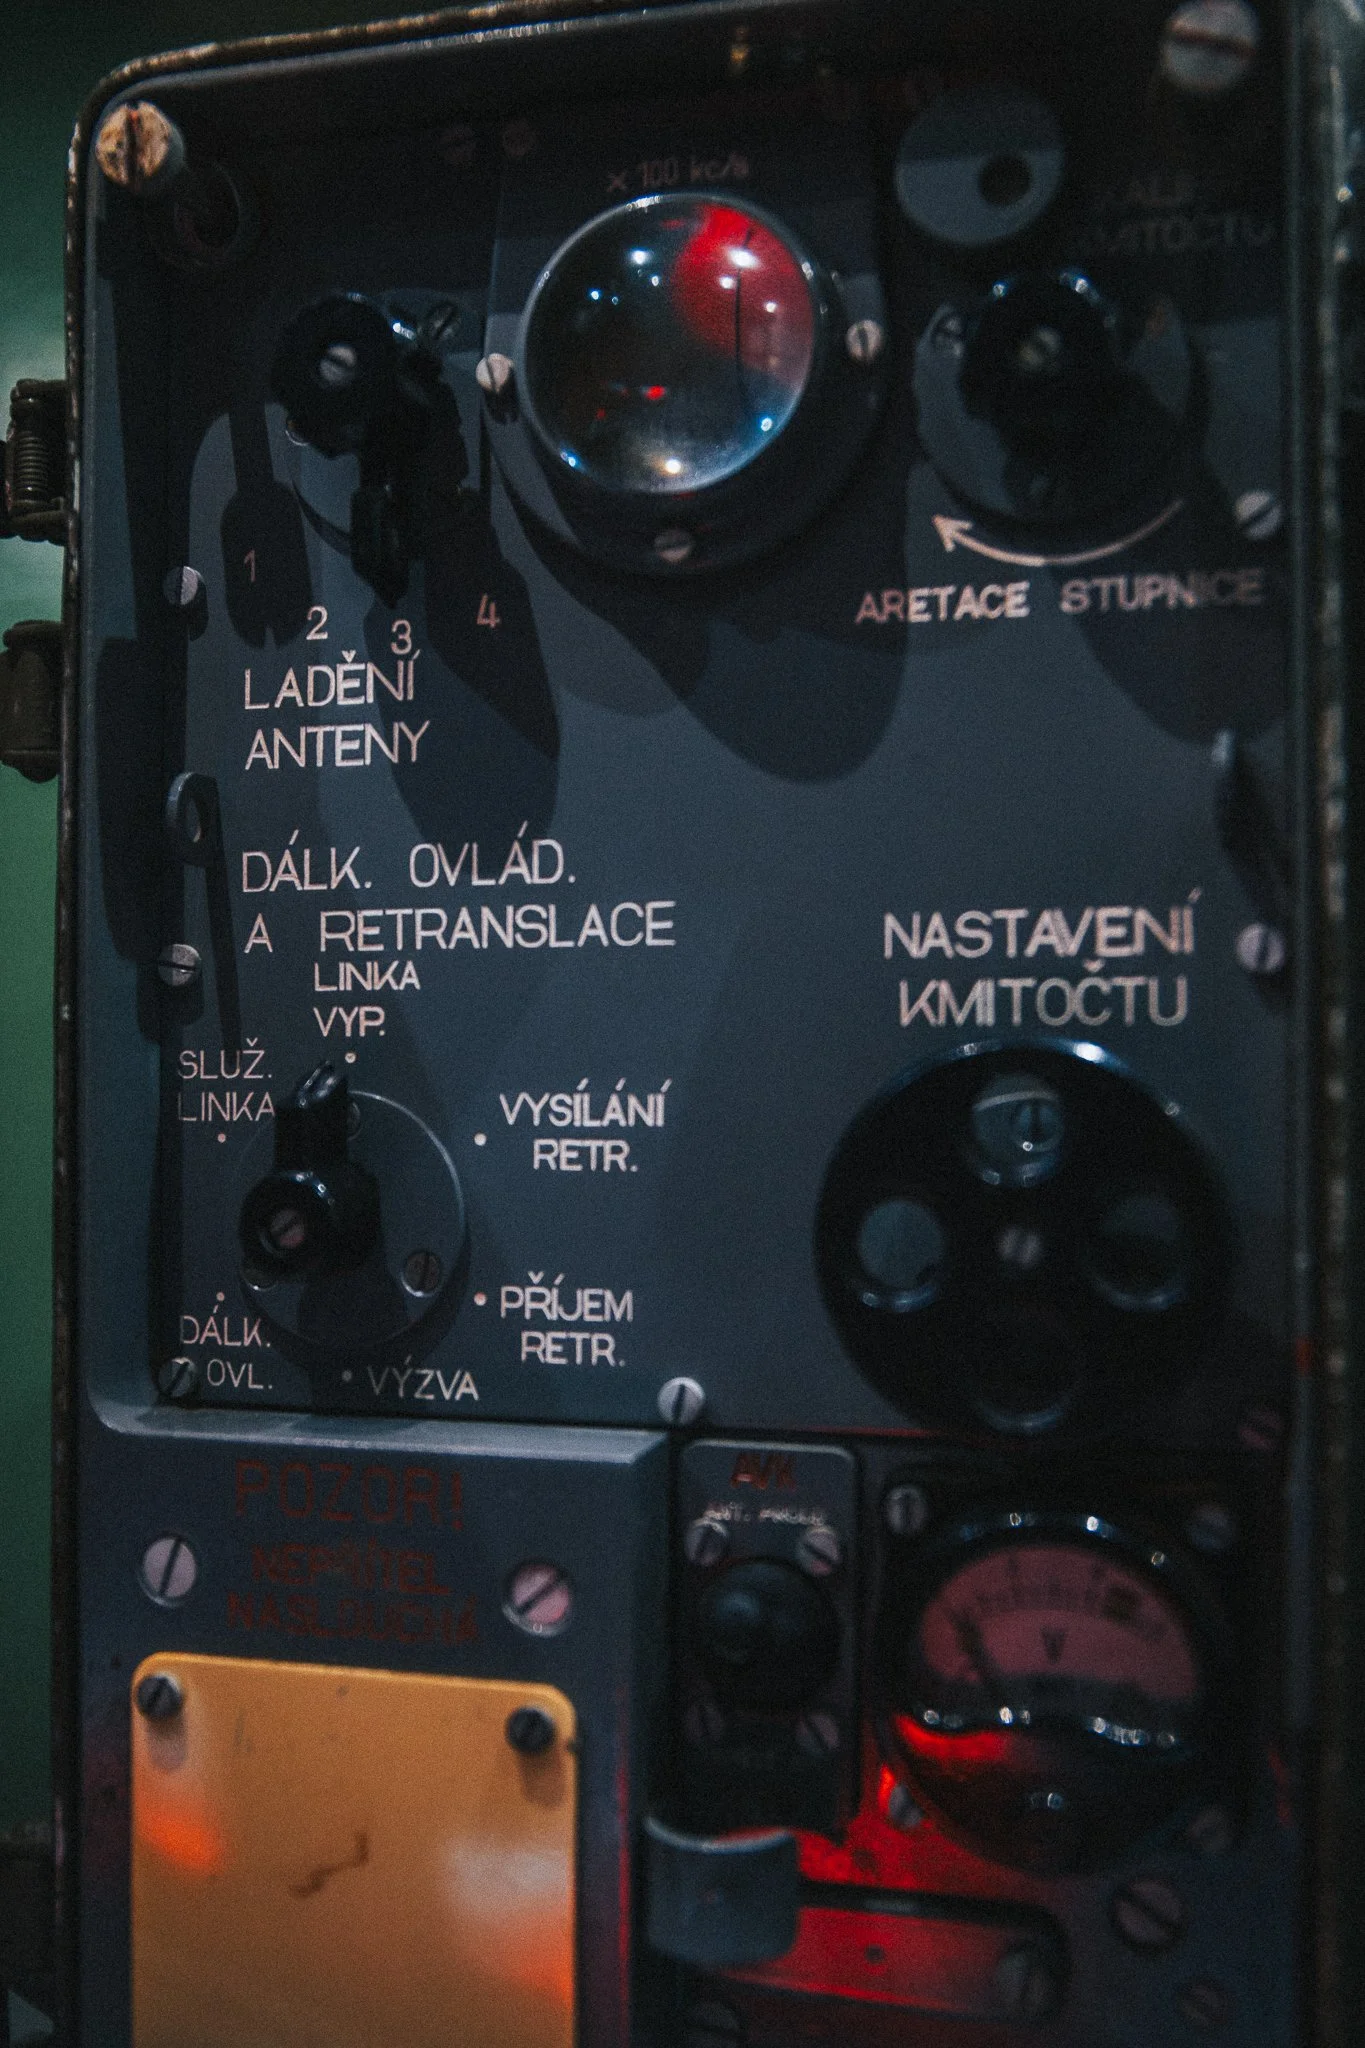 × 100 kc/s
ARETACE STUPNICE
1
2
3
4
LADĚNÍ
ANTENY
DÁLK. OVLÁD.
A RETRANSLACE
LINKA
VYP.
SLUŽ.
LINKA
VYSÍLÁNÍ
RETR.
PŘÍJEM
RETR.
VÝZVA
DÁLK.
OVL.
NASTAVENÍ
KMITOČTU
POZOR!
NEPŘÍTEL
NASLOUCHÁ
AVK
V